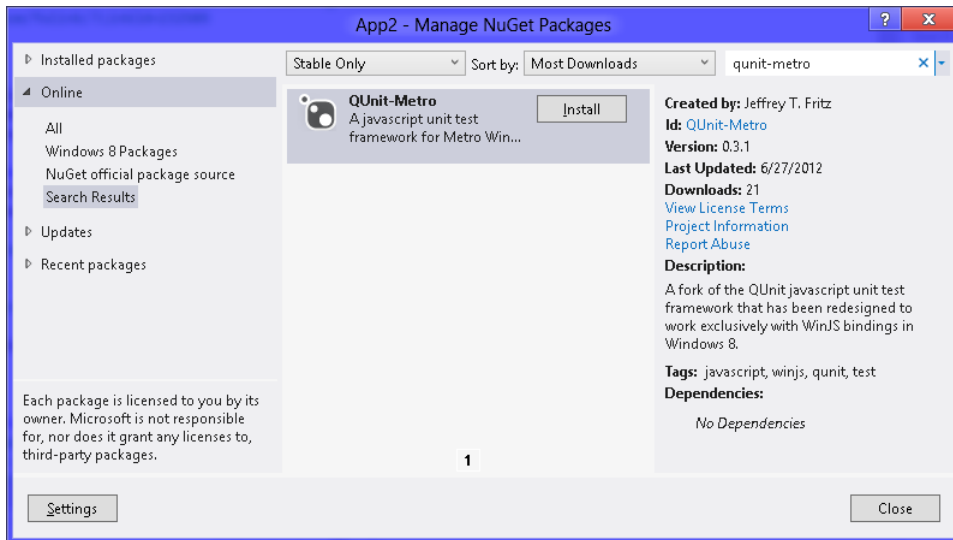 App2 - Manage NuGet Packages
?
X
Installed packages
Online
All
Windows 8 Packages
NuGet official package source
Search Results
Updates
Recent packages
Each package is licensed to you by its
owner. Microsoft is not responsible
for, nor does it grant any licenses to,
third-party packages.
Settings
Stable Only
Sort by: Most Downloads
QUnit-Metro
Install
A javascript unit test
framework for Metro Win...
1
qunit-metro
Created by: Jeffrey T. Fritz
Id: QUnit-Metro
Version: 0.3.1
Last Updated: 6/27/2012
Downloads: 21
View License Terms
Project Information
Report Abuse
Description:
A fork of the QUnit javascript unit test
framework that has been redesigned to
work exclusively with WinJS bindings in
Windows 8.
Tags: javascript, winjs, qunit, test
Dependencies:
No Dependencies
Close